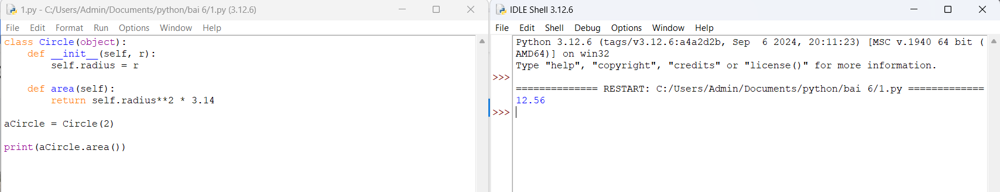 1.py - C:/Users/Admin/Documents/python/bai 6/1.py (3.12.6)
File Edit Format Run Options Window Help
class Circle(object):
    def __init__(self, r):
        self.radius = r
    def area(self):
        return self.radius**2 * 3.14
aCircle = Circle(2)
print(aCircle.area())
IDLE Shell 3.12.6
File Edit Shell Debug Options Window Help
Python 3.12.6 (tags/v3.12.6:a4a2d2b, Sep  6 2024, 20:11:23) [MSC v.1940 64 bit (
AMD64)] on win32
Type "help", "copyright", "credits" or "license()" for more information.
>>>
============== RESTART: C:/Users/Admin/Documents/python/bai 6/1.py =============
12.56
>>>